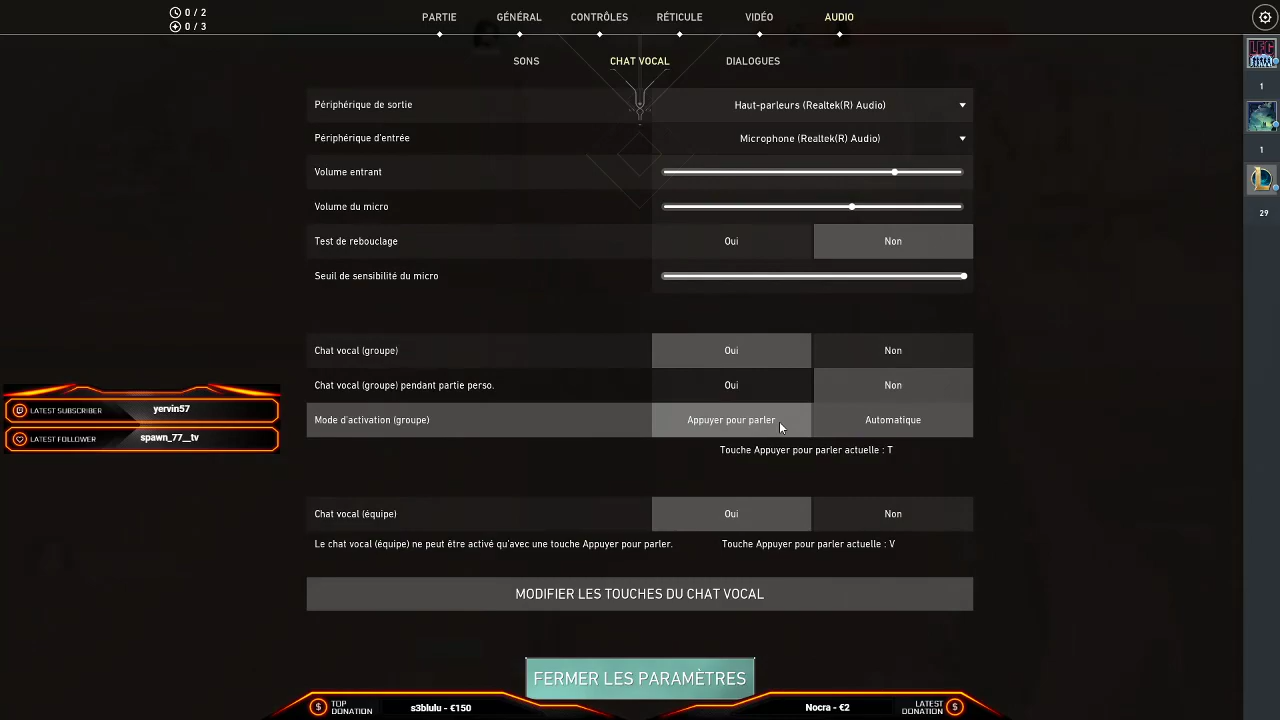 0 / 2
0 / 3
PARTIE GÉNÉRAL CONTRÔLES RÉTICULE VIDÉO AUDIO
SONS CHAT VOCAL DIALOGUES
Périphérique de sortie Haut-parleurs (Realtek(R) Audio)
Périphérique d'entrée Microphone (Realtek(R) Audio)
Volume entrant
Volume du micro
Test de rebouclage Oui Non
Seuil de sensibilité du micro
Chat vocal (groupe) Oui Non
Chat vocal (groupe) pendant partie perso. Oui Non
Mode d'activation (groupe) Appuyer pour parler Automatique
Touche Appuyer pour parler actuelle : T
Chat vocal (équipe) Oui Non
Le chat vocal (équipe) ne peut être activé qu'avec une touche Appuyer pour parler. Touche Appuyer pour parler actuelle : V
MODIFIER LES TOUCHES DU CHAT VOCAL
FERMER LES PARAMÈTRES
LATEST SUBSCRIBER yervin57
LATEST FOLLOWER spawn_77__tv
TOP DONATION s3blulu - €150
Nocra - €2 LATEST DONATION
1
1
29